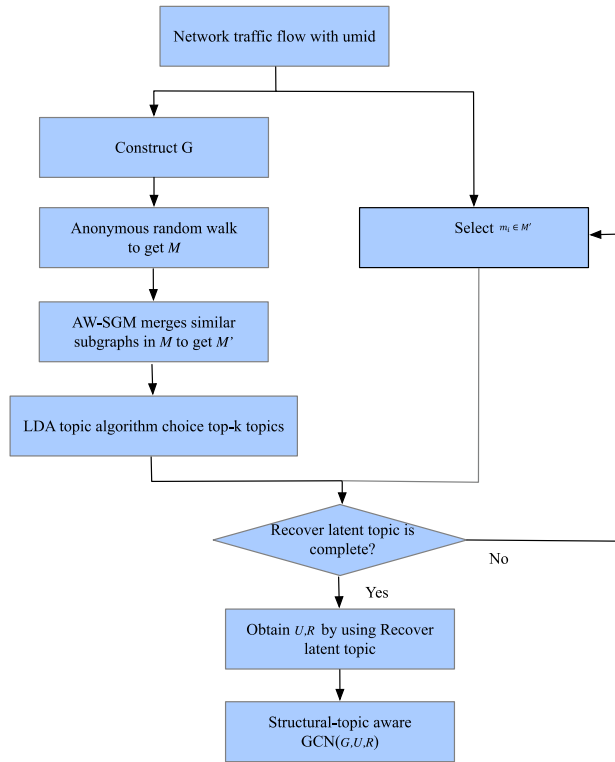 Network traffic flow with umid
Construct G
Anonymous random walk
to get M
Select mᵢ ∈ M'
AW-SGM merges similar
subgraphs in M to get M’
LDA topic algorithm choice top-k topics
Recover latent topic is
complete?
No
Yes
Obtain U,R by using Recover
latent topic
Structural-topic aware
GCN(G,U,R)